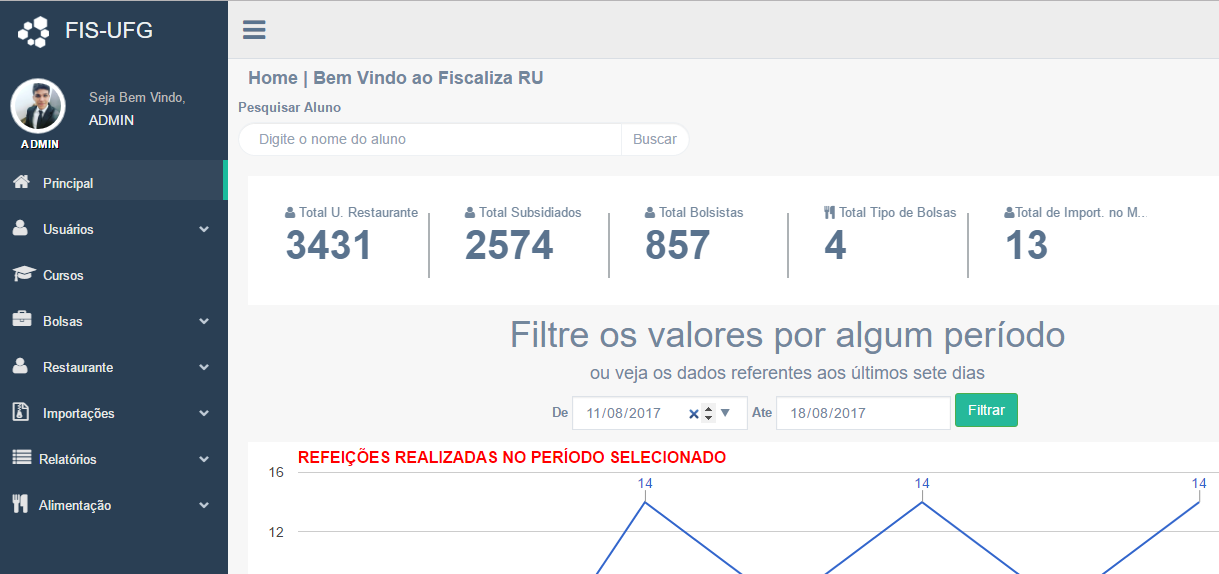 FIS-UFG
Seja Bem Vindo,
ADMIN
ADMIN
Principal
Usuários
Cursos
Bolsas
Restaurante
Importações
Relatórios
Alimentação
Home | Bem Vindo ao Fiscaliza RU
Pesquisar Aluno
Digite o nome do aluno Buscar
Total U. Restaurante Total Subsidiados Total Bolsistas Total Tipo de Bolsas Total de Import. no M...
3431 2574 857 4 13
Filtre os valores por algum período
ou veja os dados referentes aos últimos sete dias
De 11/08/2017 Ate 18/08/2017 Filtrar
REFEIÇÕES REALIZADAS NO PERÍODO SELECIONADO
16
14 14 14
12